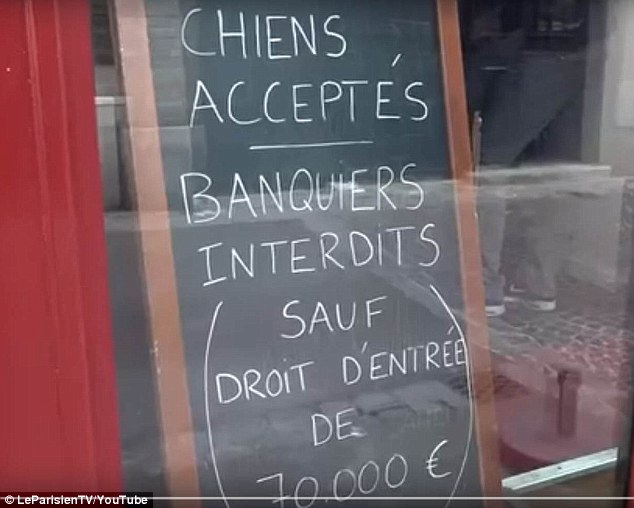 CHIENS
ACCEPTÉS
BANQUIERS
INTERDITS
(SAUF
DROIT D'ENTRÉE
DE
70.000 €)
© LeParisienTV/YouTube